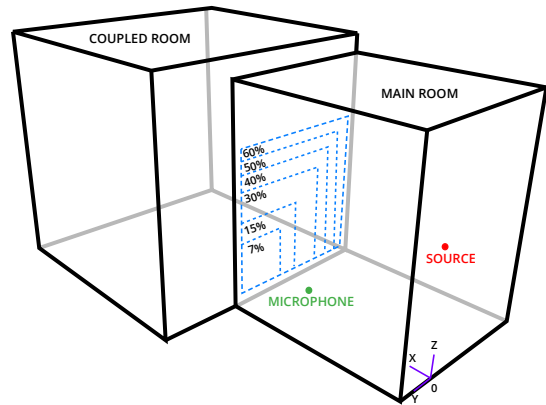 COUPLED ROOM
MAIN ROOM
60%
50%
40%
30%
15%
7%
SOURCE
MICROPHONE
Z
X
0
Y